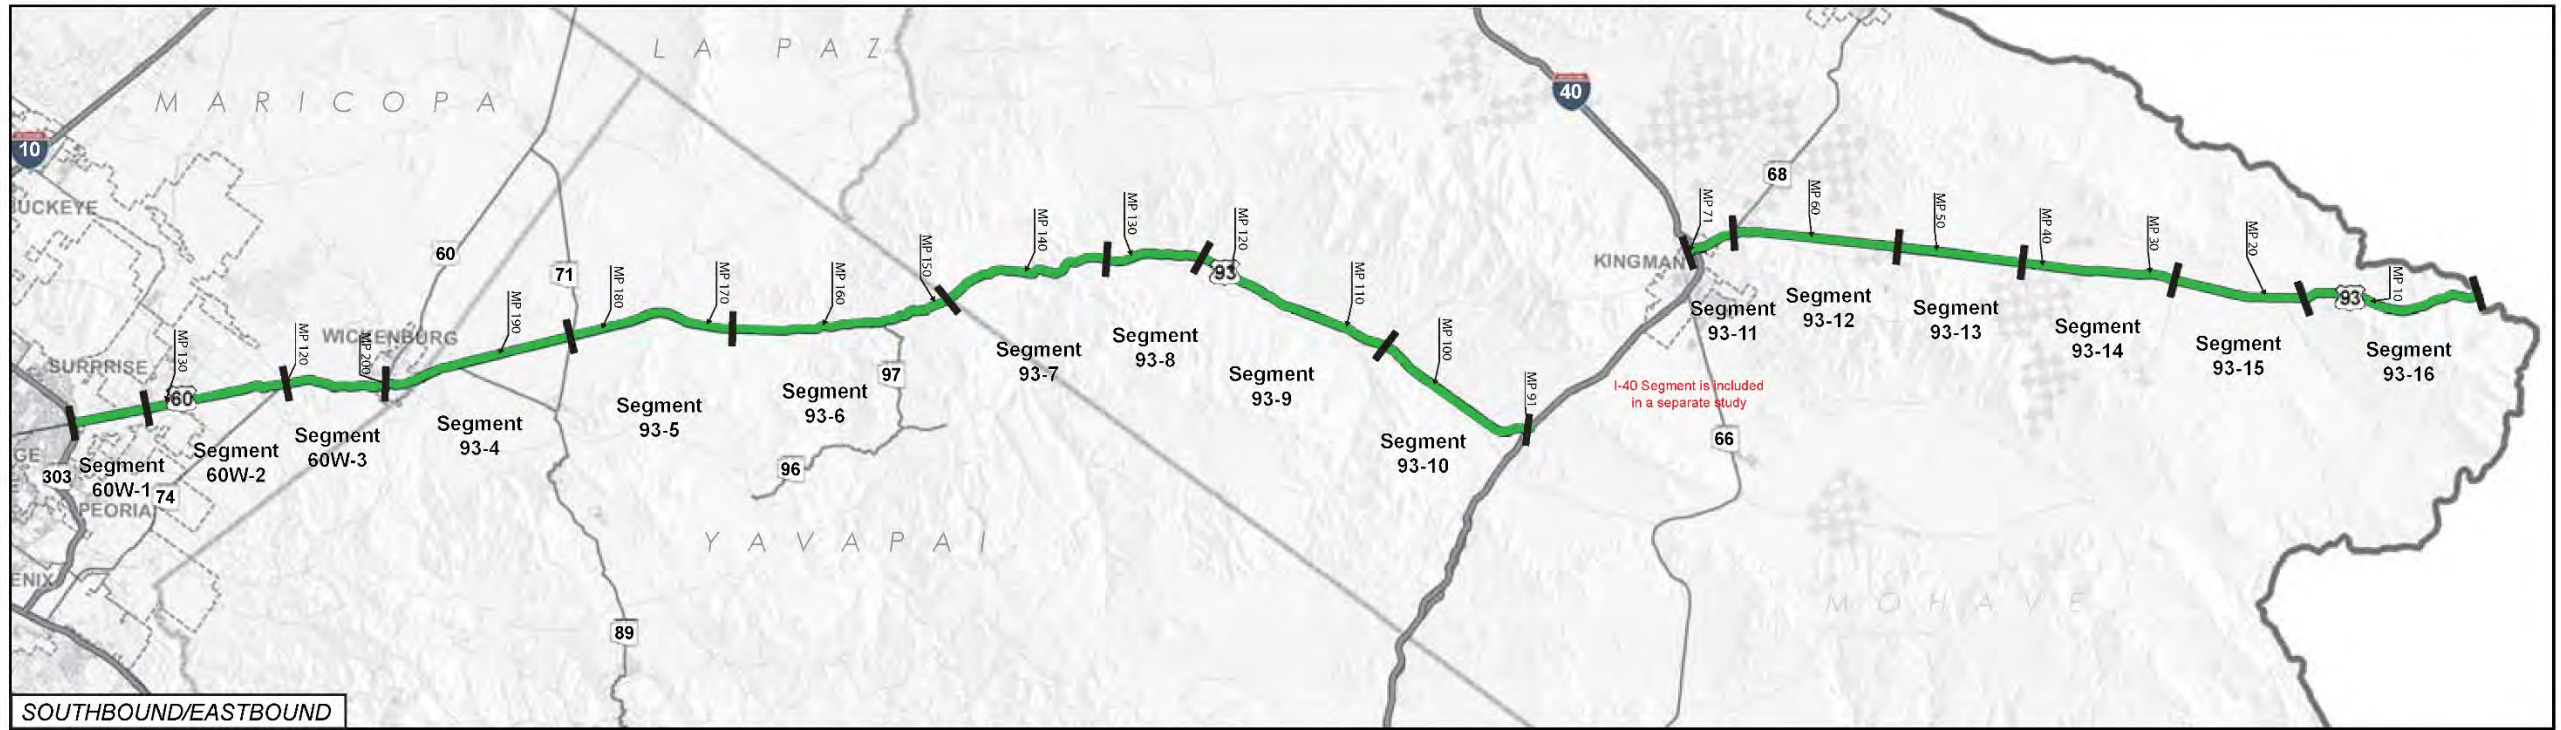 LA PAZ
MARICOPA
40
10
68
UCKEYE
MP 71
MP 60
MP 50
MP 130
MP 140
MP 120
MP 40
MP 30
MP 20
MP 150
60
71
93
KINGMAN
MP 180
MP 170
MP 160
MP 110
MP 10
93
MP 190
Segment
93-11
Segment
93-12
Segment
93-13
Segment
93-14
Segment
93-15
Segment
93-16
WICKENBURG
MP 130
MP 120
MP 200
MP 100
SURPRISE
Segment
93-7
Segment
93-8
Segment
93-9
97
MP 91
60
I-40 Segment is included
in a separate study
Segment
93-6
Segment
93-5
Segment
93-4
Segment
60W-3
Segment
60W-2
Segment
60W-1
Segment
93-10
GE
303
74
96
66
PEORIA
YAVAPAI
ENIX
MOHAVE
89
SOUTHBOUND/EASTBOUND